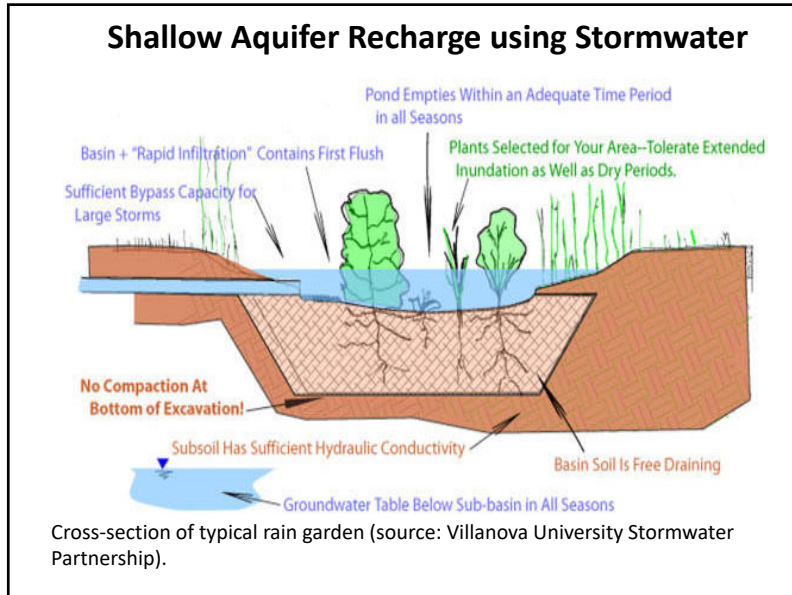 Shallow Aquifer Recharge using Stormwater
Pond Empties Within an Adequate Time Period
in all Seasons
Basin + "Rapid Infiltration" Contains First Flush
Plants Selected for Your Area--Tolerate Extended
Inundation as Well as Dry Periods.
Sufficient Bypass Capacity for
Large Storms
No Compaction At
Bottom of Excavation!
Subsoil Has Sufficient Hydraulic Conductivity
Basin Soil Is Free Draining
Groundwater Table Below Sub-basin in All Seasons
Cross-section of typical rain garden (source: Villanova University Stormwater
Partnership).